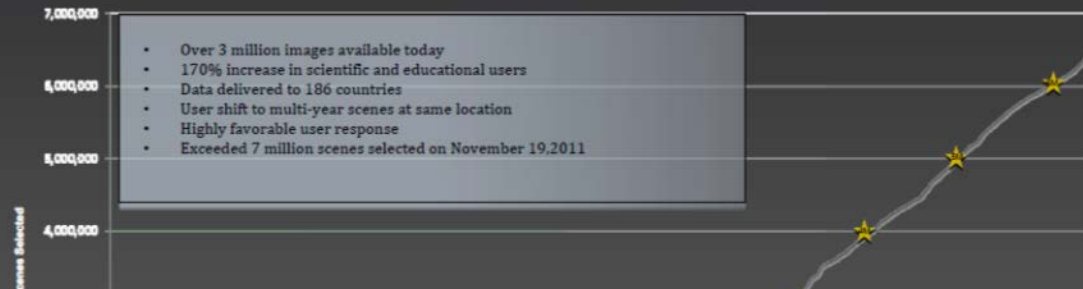 7,000,000
• Over 3 million images available today
• 170% increase in scientific and educational users
6,000,000
• Data delivered to 186 countries
• User shift to multi-year scenes at same location
• Highly favorable user response
• Exceeded 7 million scenes selected on November 19,2011
5,000,000
4,000,000
Selected